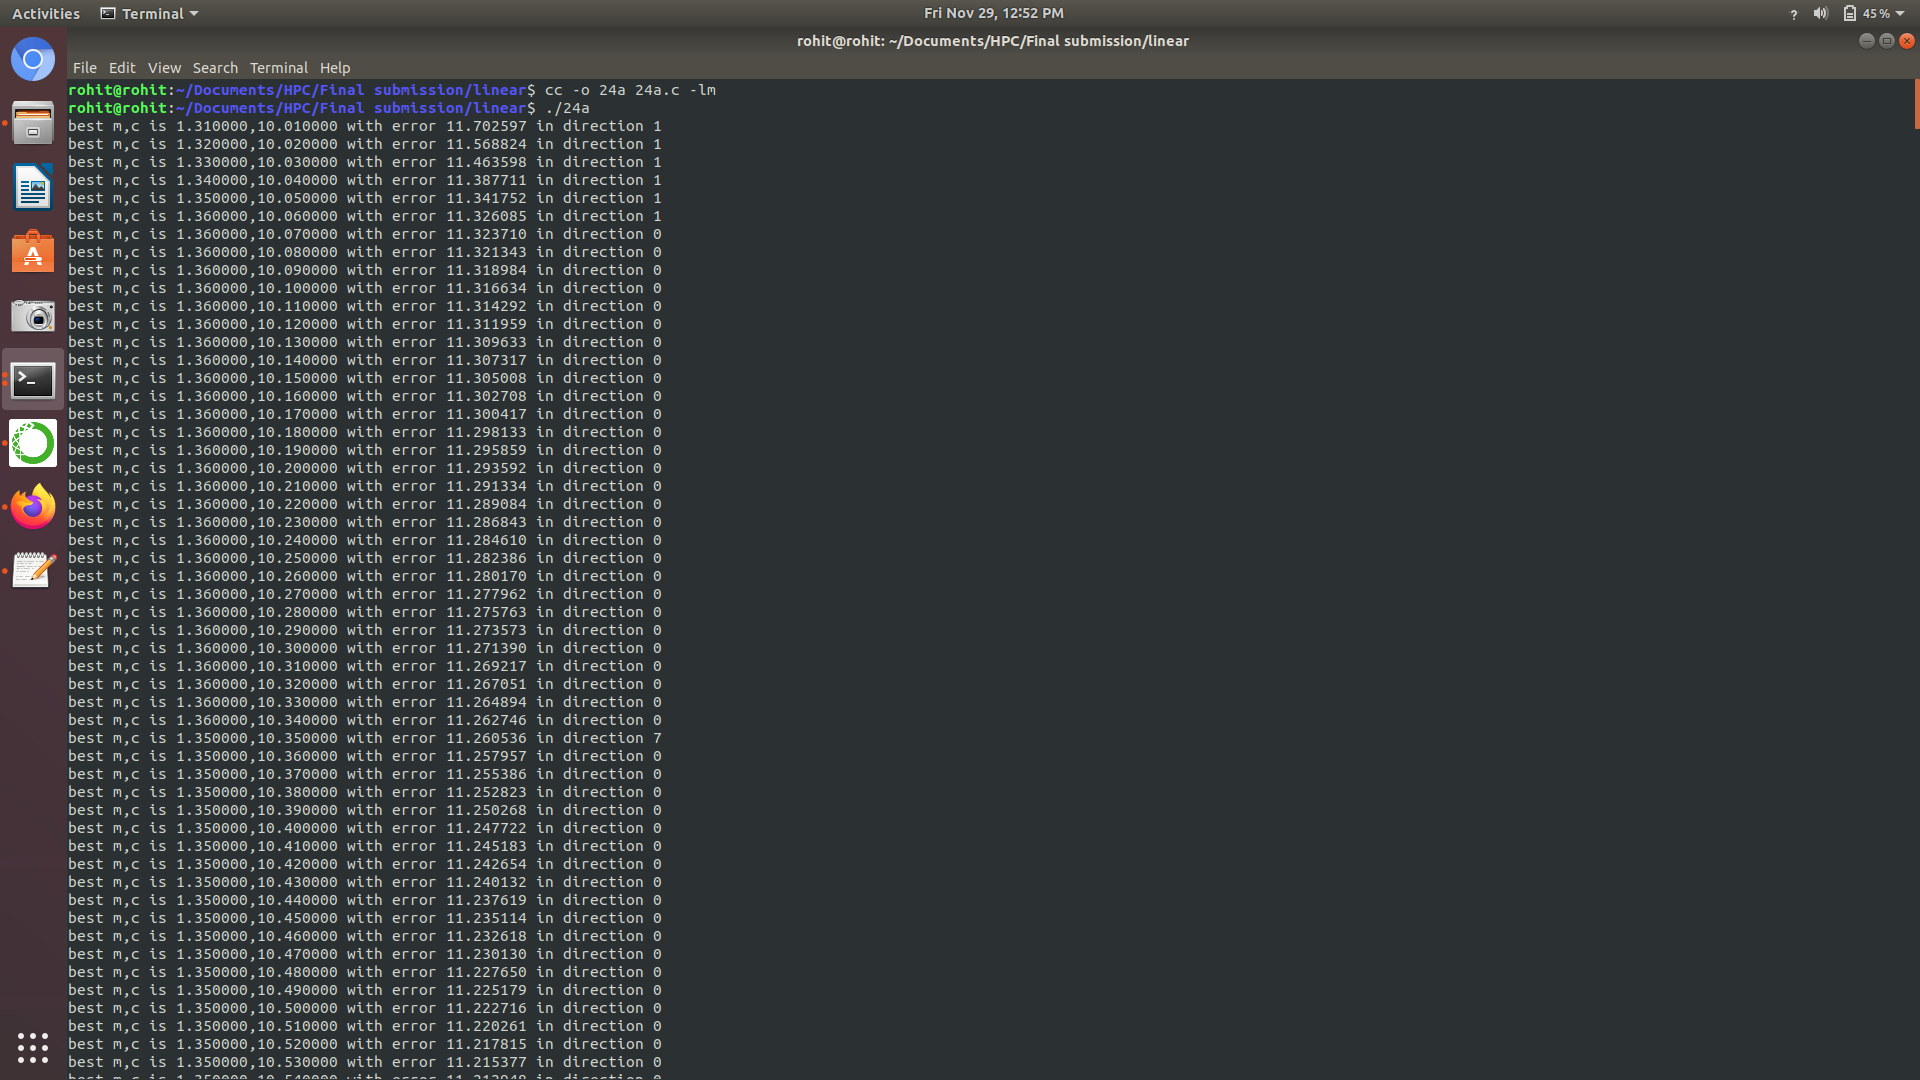 Activities Terminal Fri Nov 29, 12:52 PM ? 45 %
rohit@rohit: ~/Documents/HPC/Final submission/linear
File Edit View Search Terminal Help
rohit@rohit:~/Documents/HPC/Final submission/linear$ cc -o 24a 24a.c -lm
rohit@rohit:~/Documents/HPC/Final submission/linear$ ./24a
best m,c is 1.310000,10.010000 with error 11.702597 in direction 1
best m,c is 1.320000,10.020000 with error 11.568824 in direction 1
best m,c is 1.330000,10.030000 with error 11.463598 in direction 1
best m,c is 1.340000,10.040000 with error 11.387711 in direction 1
best m,c is 1.350000,10.050000 with error 11.341752 in direction 1
best m,c is 1.360000,10.060000 with error 11.326085 in direction 1
best m,c is 1.360000,10.070000 with error 11.323710 in direction 0
best m,c is 1.360000,10.080000 with error 11.321343 in direction 0
best m,c is 1.360000,10.090000 with error 11.318984 in direction 0
best m,c is 1.360000,10.100000 with error 11.316634 in direction 0
best m,c is 1.360000,10.110000 with error 11.314292 in direction 0
best m,c is 1.360000,10.120000 with error 11.311959 in direction 0
best m,c is 1.360000,10.130000 with error 11.309633 in direction 0
best m,c is 1.360000,10.140000 with error 11.307317 in direction 0
best m,c is 1.360000,10.150000 with error 11.305008 in direction 0
best m,c is 1.360000,10.160000 with error 11.302708 in direction 0
best m,c is 1.360000,10.170000 with error 11.300417 in direction 0
best m,c is 1.360000,10.180000 with error 11.298133 in direction 0
best m,c is 1.360000,10.190000 with error 11.295859 in direction 0
best m,c is 1.360000,10.200000 with error 11.293592 in direction 0
best m,c is 1.360000,10.210000 with error 11.291334 in direction 0
best m,c is 1.360000,10.220000 with error 11.289084 in direction 0
best m,c is 1.360000,10.230000 with error 11.286843 in direction 0
best m,c is 1.360000,10.240000 with error 11.284610 in direction 0
best m,c is 1.360000,10.250000 with error 11.282386 in direction 0
best m,c is 1.360000,10.260000 with error 11.280170 in direction 0
best m,c is 1.360000,10.270000 with error 11.277962 in direction 0
best m,c is 1.360000,10.280000 with error 11.275763 in direction 0
best m,c is 1.360000,10.290000 with error 11.273573 in direction 0
best m,c is 1.360000,10.300000 with error 11.271390 in direction 0
best m,c is 1.360000,10.310000 with error 11.269217 in direction 0
best m,c is 1.360000,10.320000 with error 11.267051 in direction 0
best m,c is 1.360000,10.330000 with error 11.264894 in direction 0
best m,c is 1.360000,10.340000 with error 11.262746 in direction 0
best m,c is 1.350000,10.350000 with error 11.260536 in direction 7
best m,c is 1.350000,10.360000 with error 11.257957 in direction 0
best m,c is 1.350000,10.370000 with error 11.255386 in direction 0
best m,c is 1.350000,10.380000 with error 11.252823 in direction 0
best m,c is 1.350000,10.390000 with error 11.250268 in direction 0
best m,c is 1.350000,10.400000 with error 11.247722 in direction 0
best m,c is 1.350000,10.410000 with error 11.245183 in direction 0
best m,c is 1.350000,10.420000 with error 11.242654 in direction 0
best m,c is 1.350000,10.430000 with error 11.240132 in direction 0
best m,c is 1.350000,10.440000 with error 11.237619 in direction 0
best m,c is 1.350000,10.450000 with error 11.235114 in direction 0
best m,c is 1.350000,10.460000 with error 11.232618 in direction 0
best m,c is 1.350000,10.470000 with error 11.230130 in direction 0
best m,c is 1.350000,10.480000 with error 11.227650 in direction 0
best m,c is 1.350000,10.490000 with error 11.225179 in direction 0
best m,c is 1.350000,10.500000 with error 11.222716 in direction 0
best m,c is 1.350000,10.510000 with error 11.220261 in direction 0
best m,c is 1.350000,10.520000 with error 11.217815 in direction 0
best m,c is 1.350000,10.530000 with error 11.215377 in direction 0